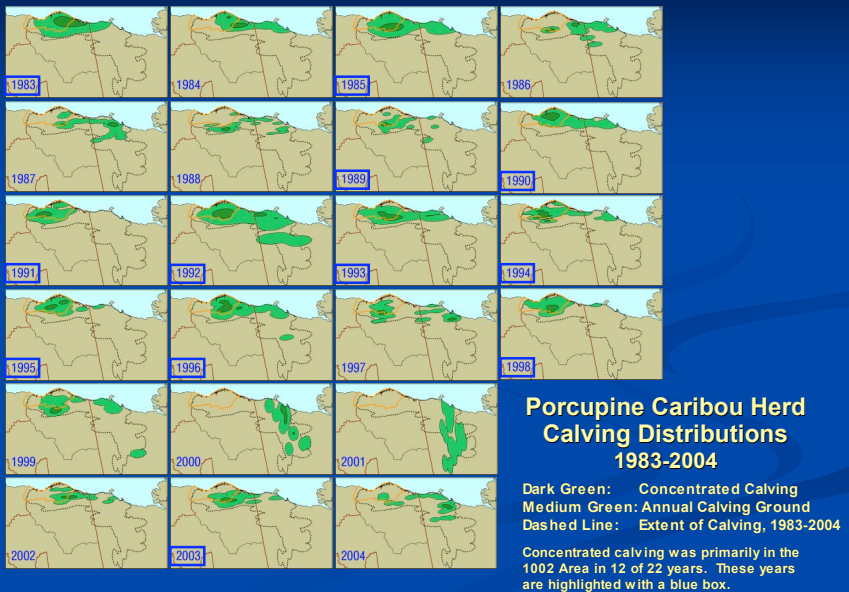 1983
1984
1985
1986
1987
1988
1989
1990
1991
1992
1993
1994
1995
1996
1997
1998
1999
2000
2001
2002
2003
2004
Porcupine Caribou Herd
Calving Distributions
1983-2004
Dark Green: Concentrated Calving
Medium Green: Annual Calving Ground
Dashed Line: Extent of Calving, 1983-2004
Concentrated calving was primarily in the
1002 Area in 12 of 22 years. These years
are highlighted with a blue box.